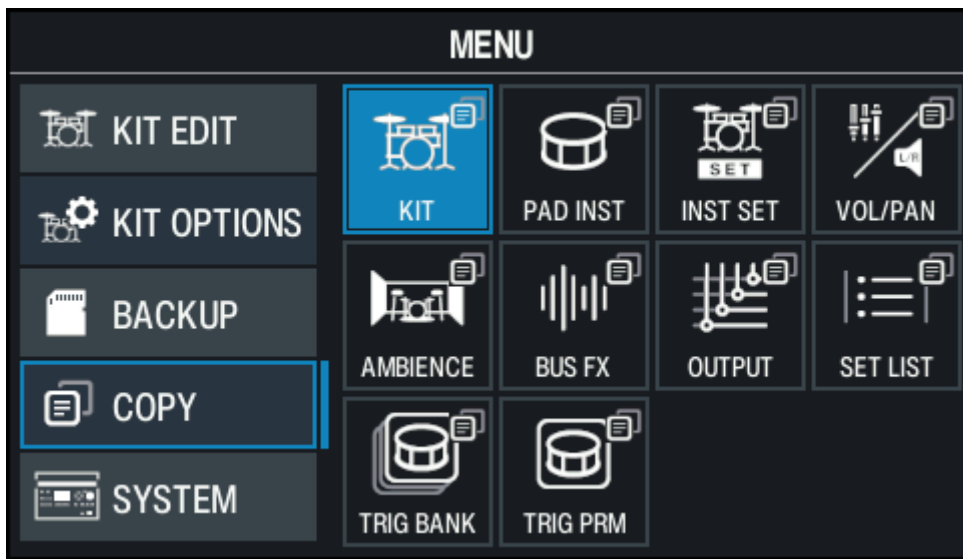 MENU
KIT EDIT
KIT OPTIONS
BACKUP
COPY
SYSTEM
KIT
PAD INST
SET
INST SET
L/R
VOL/PAN
AMBIENCE
BUS FX
OUTPUT
SET LIST
TRIG BANK
TRIG PRM